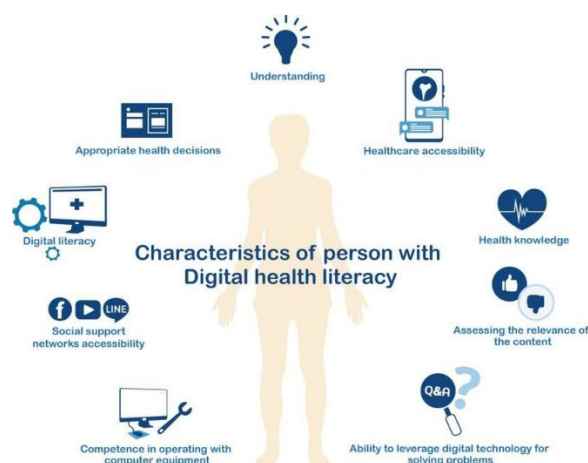 Understanding
Appropriate health decisions
Healthcare accessibility
Digital literacy
Health knowledge
Characteristics of person with
Digital health literacy
LINE
Social support
networks accessibility
Assessing the relevance of
the content
Q&A
Competence in operating with
computer equipment
Ability to leverage digital technology for
solving problems